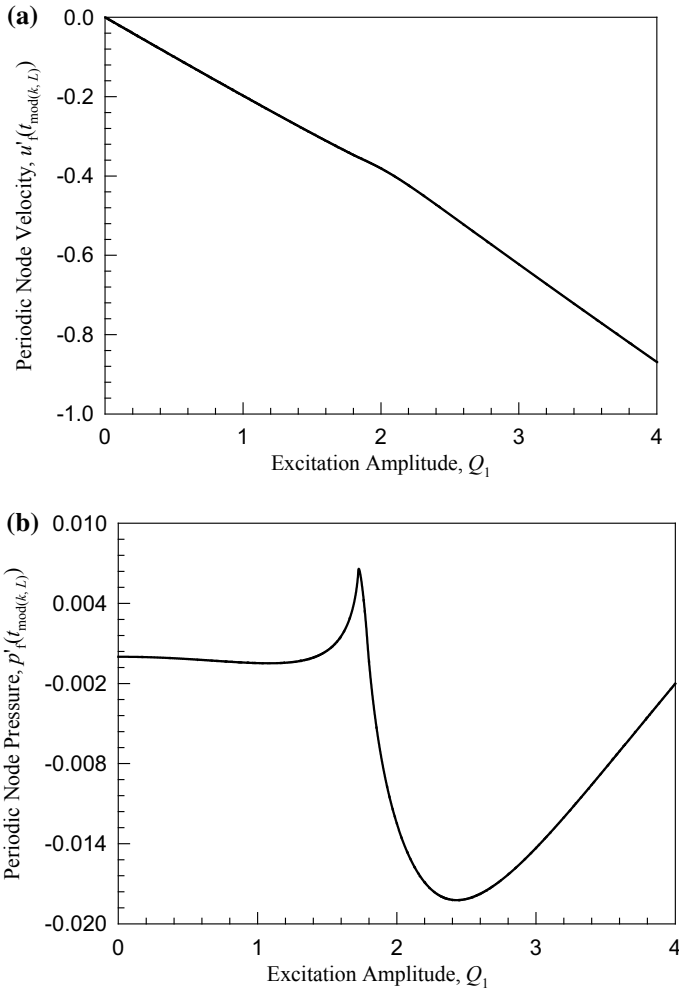 (a)
Periodic Node Velocity, u'f(tmod(k, L))
0.0
-0.2
-0.4
-0.6
-0.8
-1.0
0 1 2 3 4
Excitation Amplitude, Q1
(b)
Periodic Node Pressure, p'f(tmod(k, L))
0.010
0.004
-0.002
-0.008
-0.014
-0.020
0 1 2 3 4
Excitation Amplitude, Q1